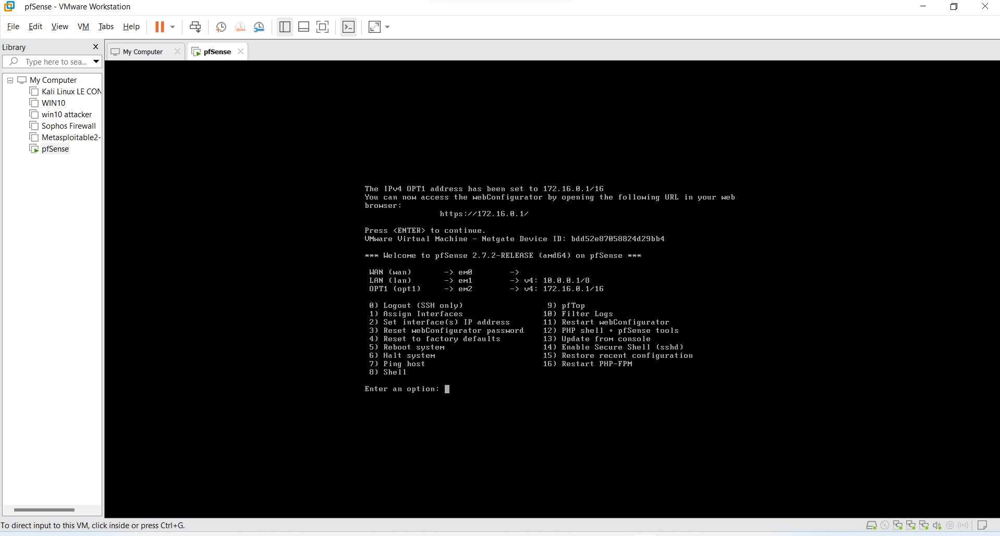 pfSense - VMware Workstation
File Edit View VM Tabs Help
Library
Type here to sea...
My Computer
Kali Linux LE CON
WIN10
win10 attacker
Sophos Firewall
Metasploitable2-
pfSense
My Computer
pfSense
The IPv4 OPT1 address has been set to 172.16.0.1/16
You can now access the webConfigurator by opening the following URL in your web
browser:
https://172.16.0.1/
Press <ENTER> to continue.
VMware Virtual Machine - Netgate Device ID: bdd52e87058824d29bb4
*** Welcome to pfSense 2.7.2-RELEASE (amd64) on pfSense ***
WAN (wan) -> em0 ->
LAN (lan) -> em1 -> v4: 10.0.0.1/8
OPT1 (opt1) -> em2 -> v4: 172.16.0.1/16
0) Logout (SSH only) 9) pfTop
1) Assign Interfaces 10) Filter Logs
2) Set interface(s) IP address 11) Restart webConfigurator
3) Reset webConfigurator password 12) PHP shell + pfSense tools
4) Reset to factory defaults 13) Update from console
5) Reboot system 14) Enable Secure Shell (sshd)
6) Halt system 15) Restore recent configuration
7) Ping host 16) Restart PHP-FPM
8) Shell
Enter an option:
To direct input to this VM, click inside or press Ctrl+G.